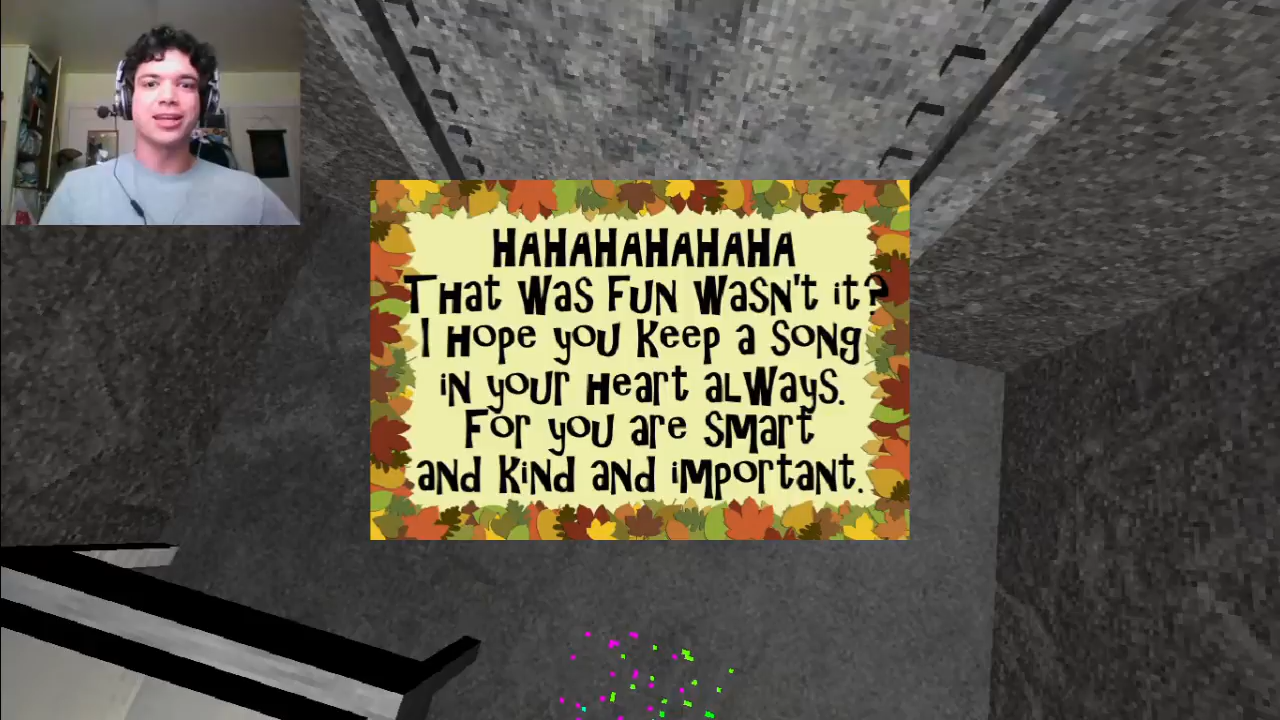 HAHAHAHAHAHA
That was fun wasn't it?
I hope you keep a song
in your heart always.
For you are smart
and kind and important.